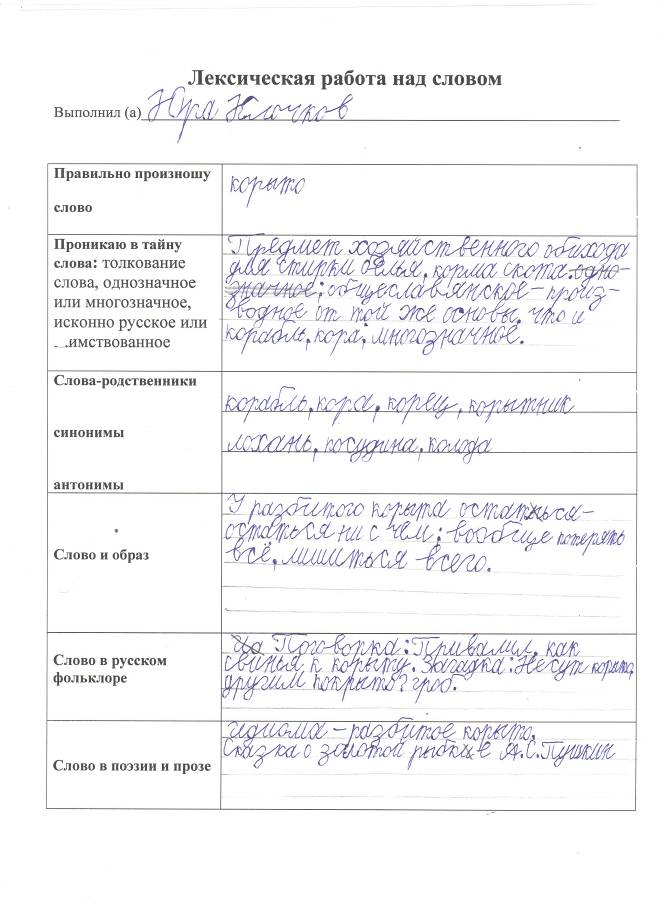 Лексическая работа над словом
Выполнил (а) Юра Клочков
Правильно произношу
слово
корыто
Проникаю в тайну
слова: толкование
слова, однозначное
или многозначное,
исконно русское или
имствованное
Предмет хозяйственного обихода
для стирки белья, корма скота. одно-
значное; общеславянское - произ-
водное от той же основы, что и
корабль, кора; многозначное.
Слова-родственники
синонимы
антонимы
корабль, кора, корец, корытник
лохань, посудина, колода
Слово и образ
У разбитого корыта остаться -
остаться ни с чем; вообще потерять
всё, лишиться всего.
Слово в русском
фольклоре
Поговорка: Привалил, как
свинья к корыту. Загадка: Несут корыто,
другим покрыто? гроб.
Слово в поэзии и прозе
идиома - разбитое корыто.
Сказка о золотой рыбке А.С.Пушкин